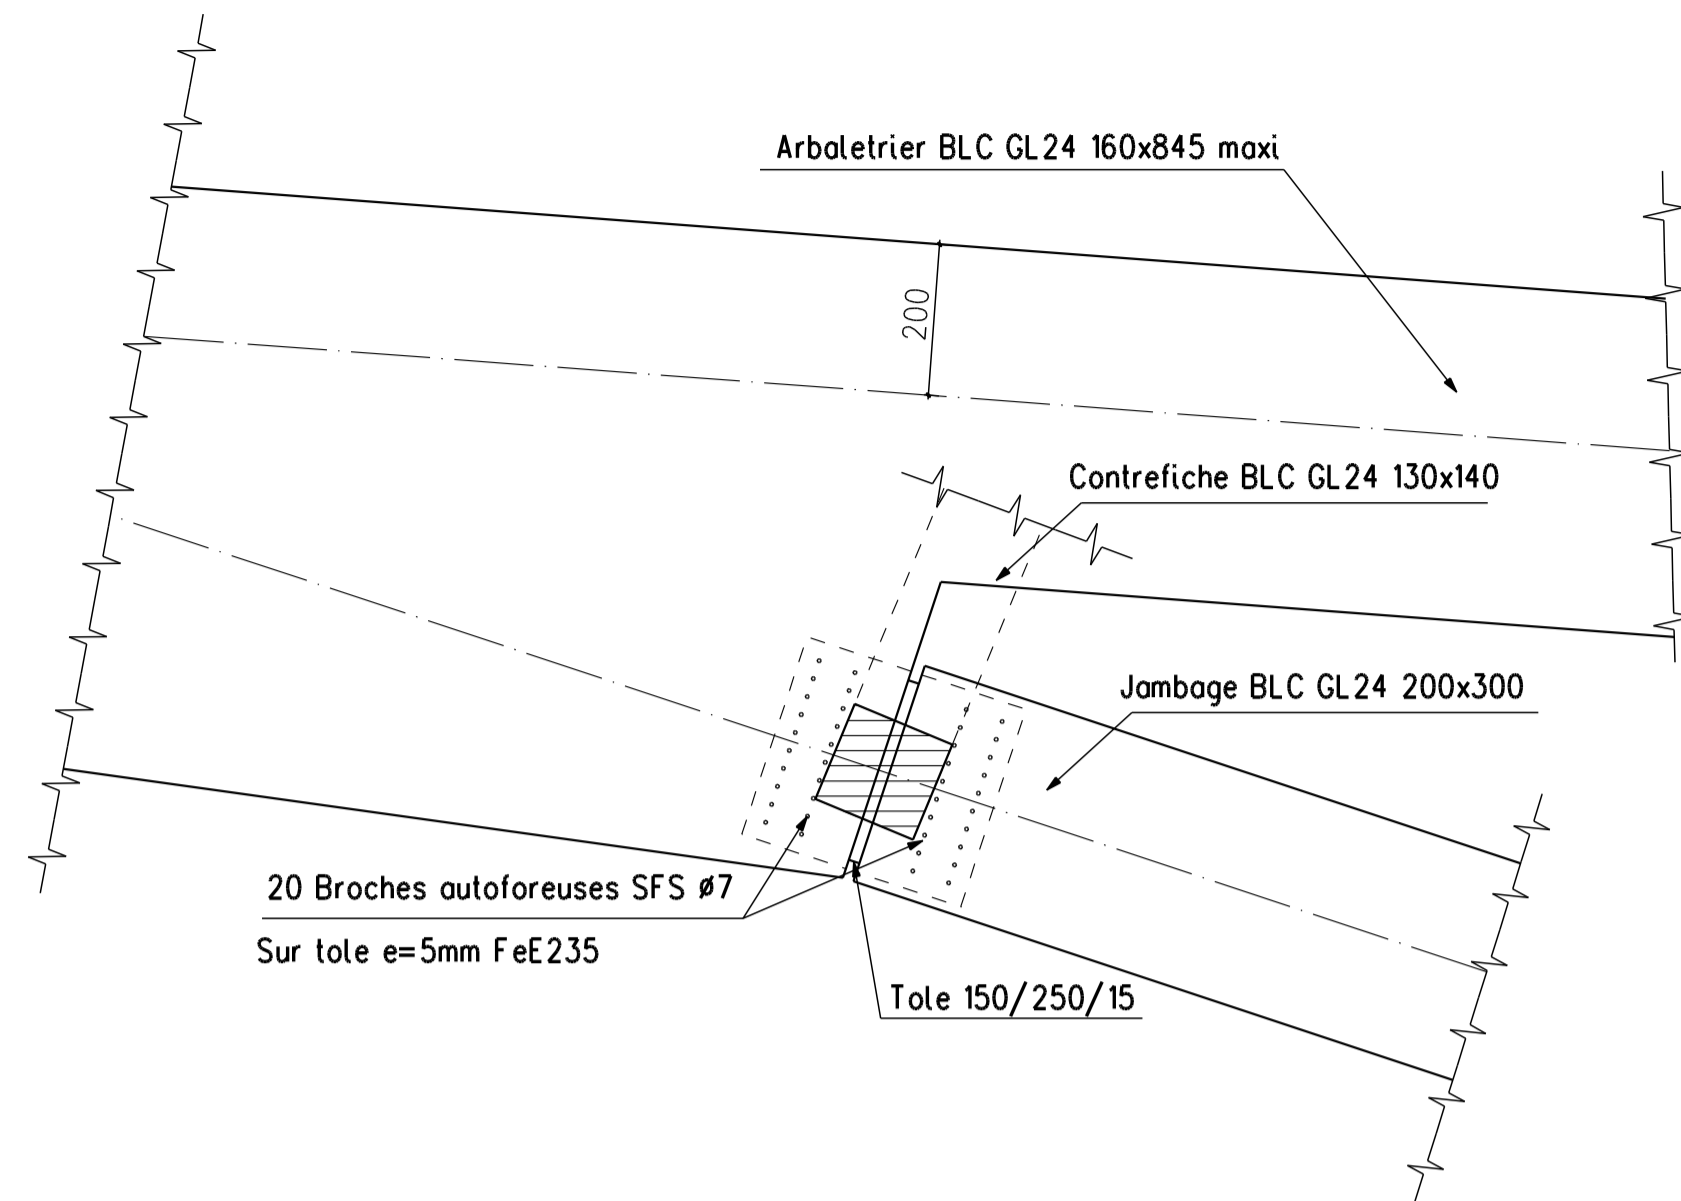 Arbaletrier BLC GL24 160x845 maxi
200
Contrefiche BLC GL24 130x140
Jambage BLC GL24 200x300
20 Broches autoforeuses SFS ø7
Sur tole e=5mm FeE235
Tole 150/250/15